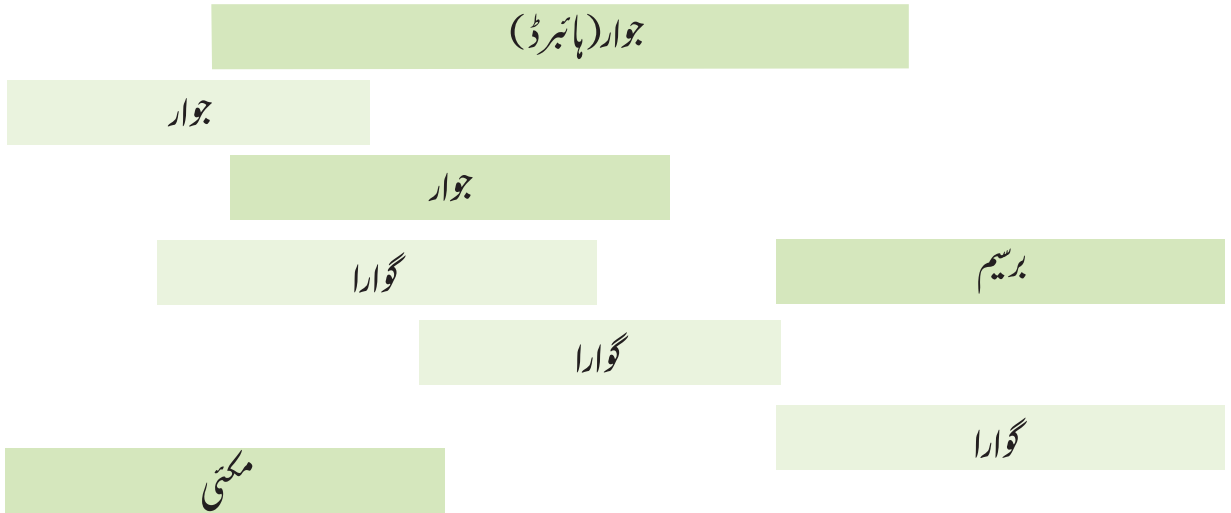 جوار(ہائبرڈ)
جوار
جوار
گوارا
برسیم
گوارا
گوارا
مکئی